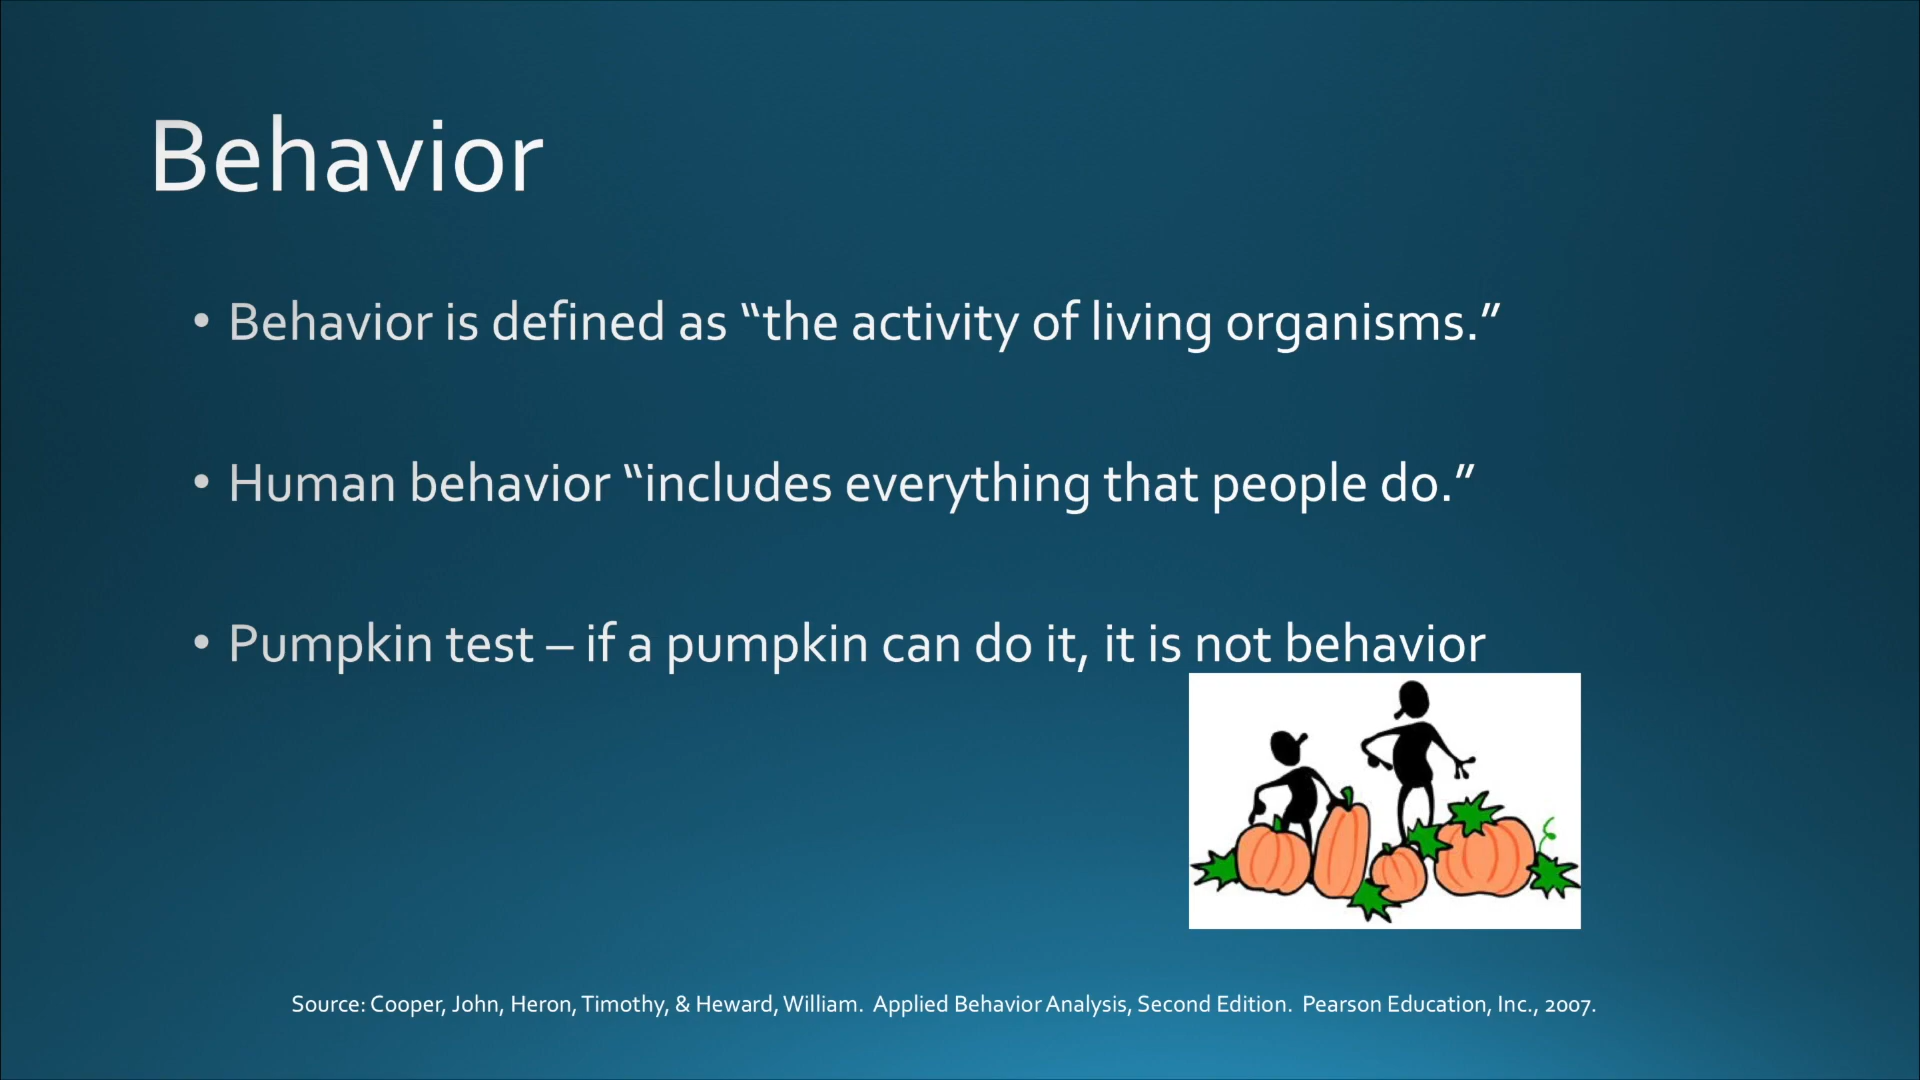 Behavior
• Behavior is defined as “the activity of living organisms.”
• Human behavior “includes everything that people do.”
• Pumpkin test – if a pumpkin can do it, it is not behavior
Source: Cooper, John, Heron, Timothy, & Heward, William.  Applied Behavior Analysis, Second Edition.  Pearson Education, Inc., 2007.